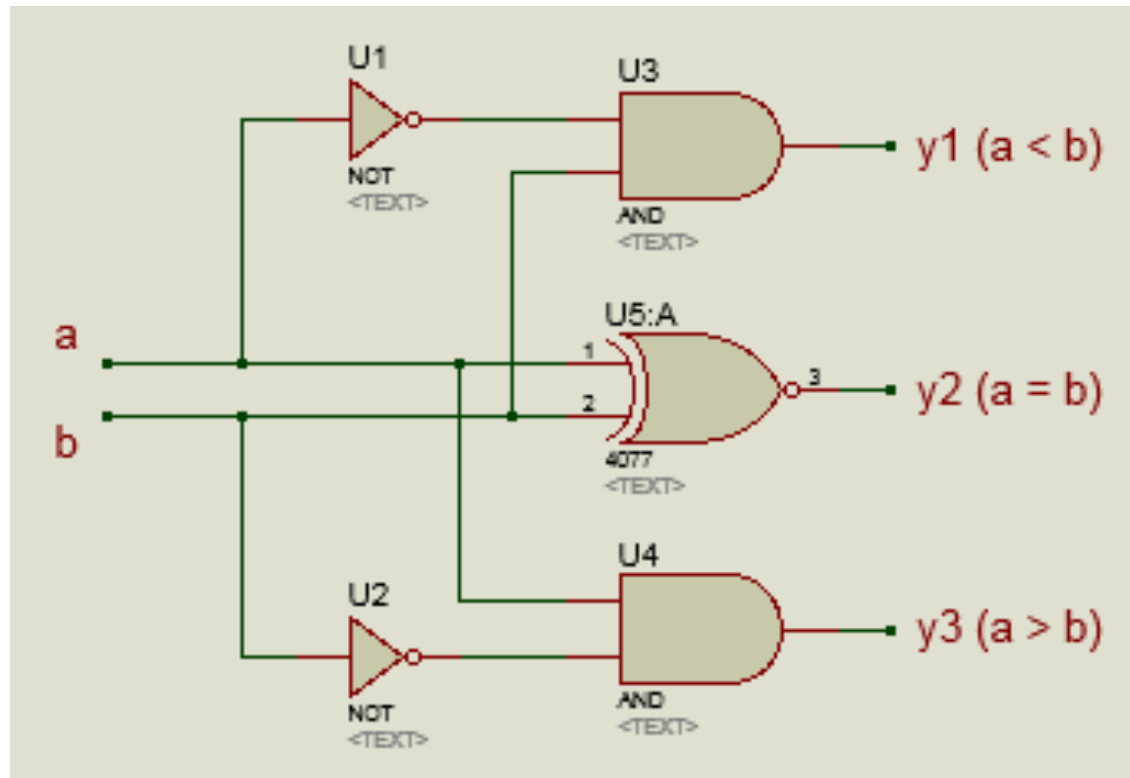 U1
NOT
<TEXT>
U3
AND
<TEXT>
y1 (a < b)
a
b
U5:A
1
2
3
4077
<TEXT>
y2 (a = b)
U2
NOT
<TEXT>
U4
AND
<TEXT>
y3 (a > b)